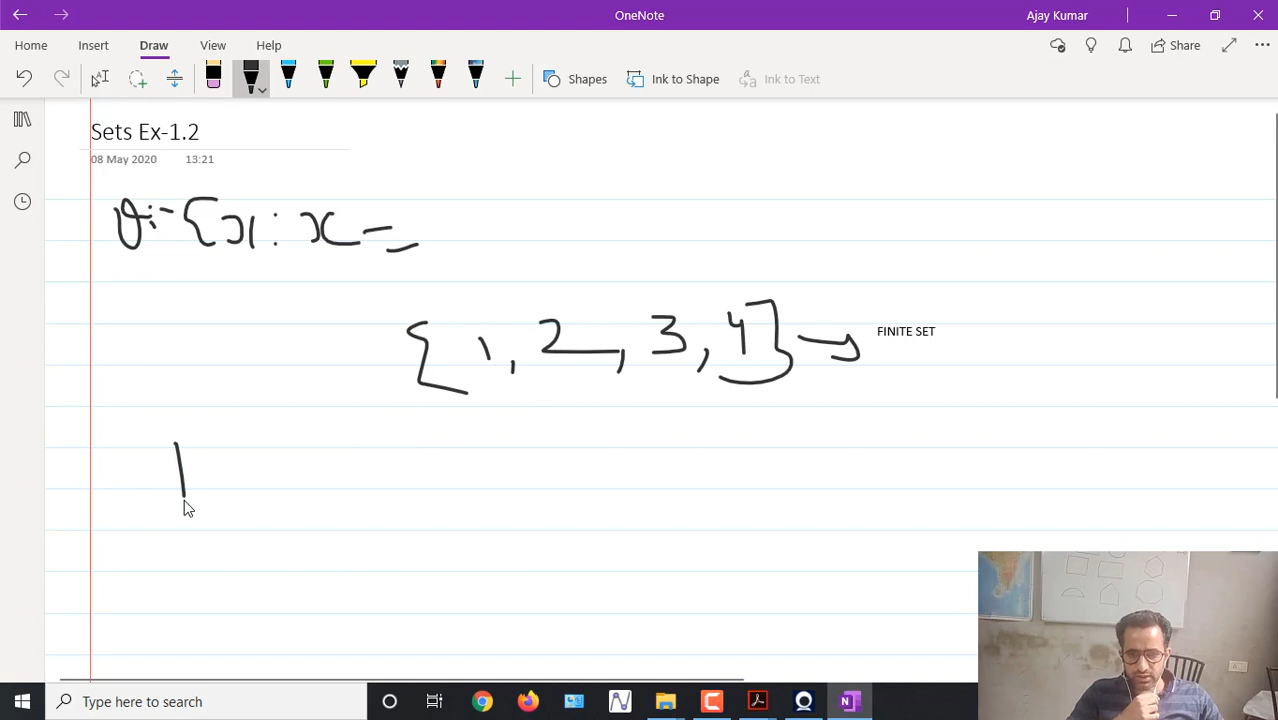 OneNote
Ajay Kumar
Home Insert Draw View Help
Share
Shapes Ink to Shape Ink to Text
Sets Ex-1.2
08 May 2020 13:21
{x : x =
{ 1, 2, 3, 4} → FINITE SET
Type here to search